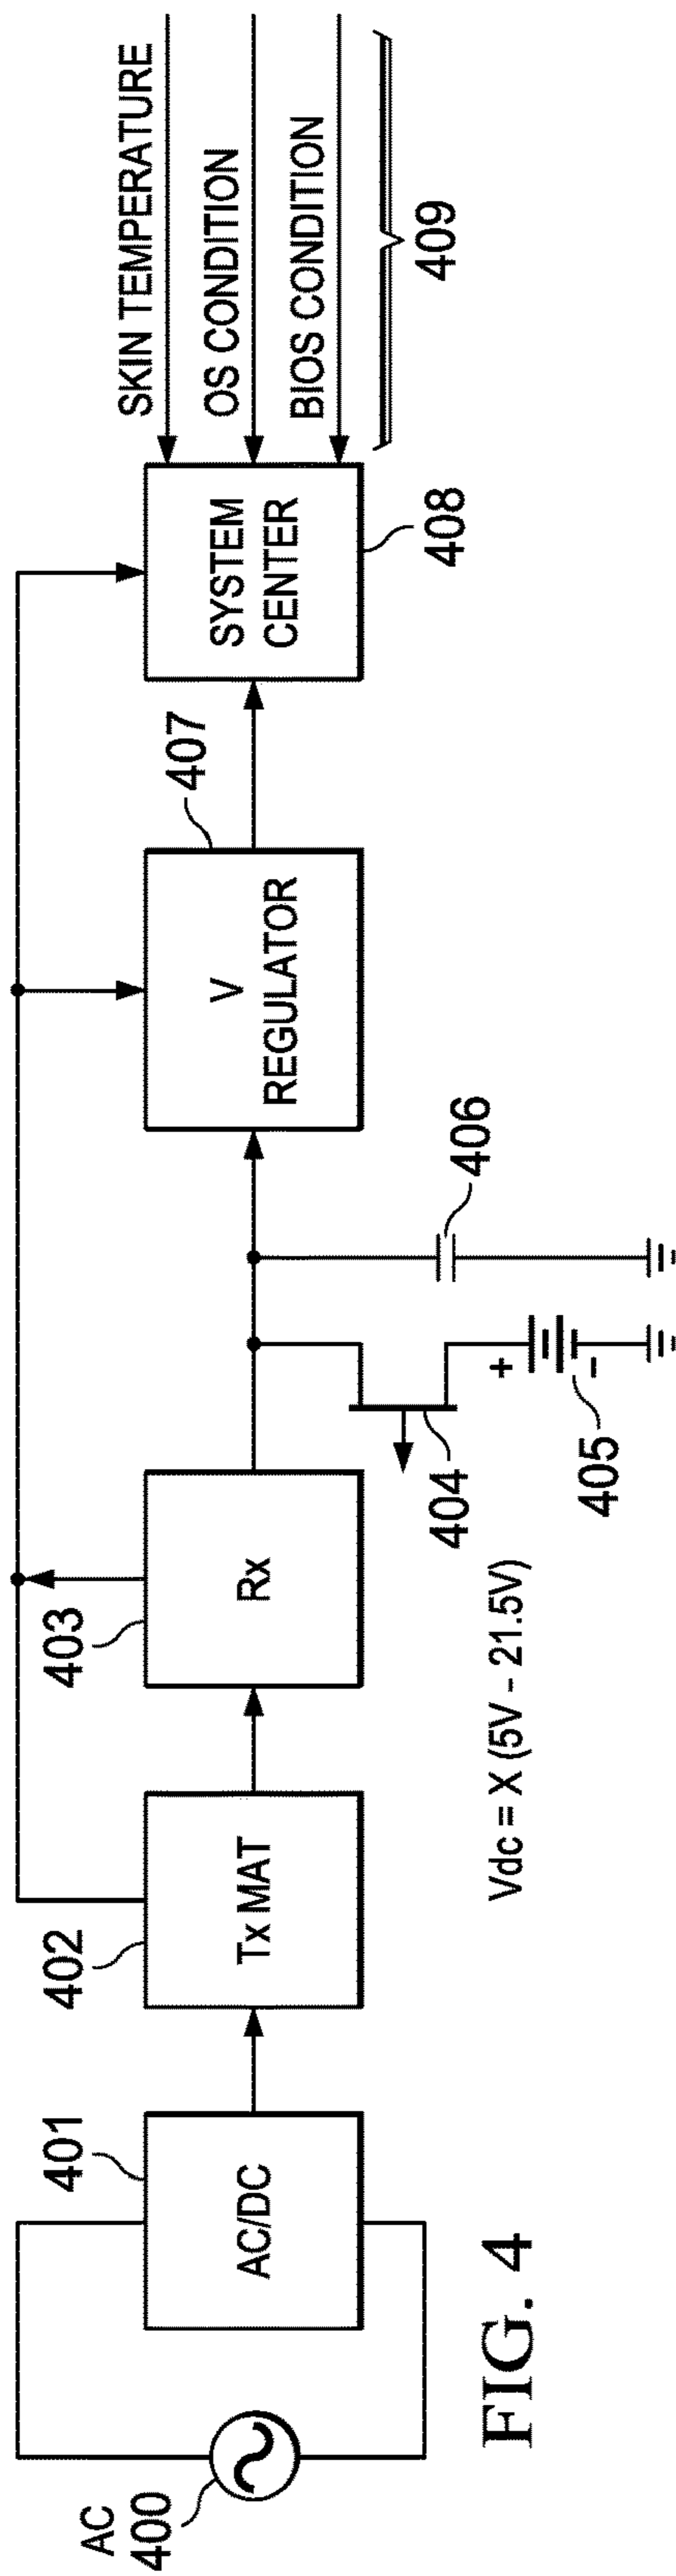 AC
400
401
AC/DC
402
Tx MAT
403
Rx
Vdc = X (5V - 21.5V)
404
+
-
405
406
V
REGULATOR
407
SYSTEM
CENTER
408
SKIN TEMPERATURE
OS CONDITION
BIOS CONDITION
409
FIG. 4